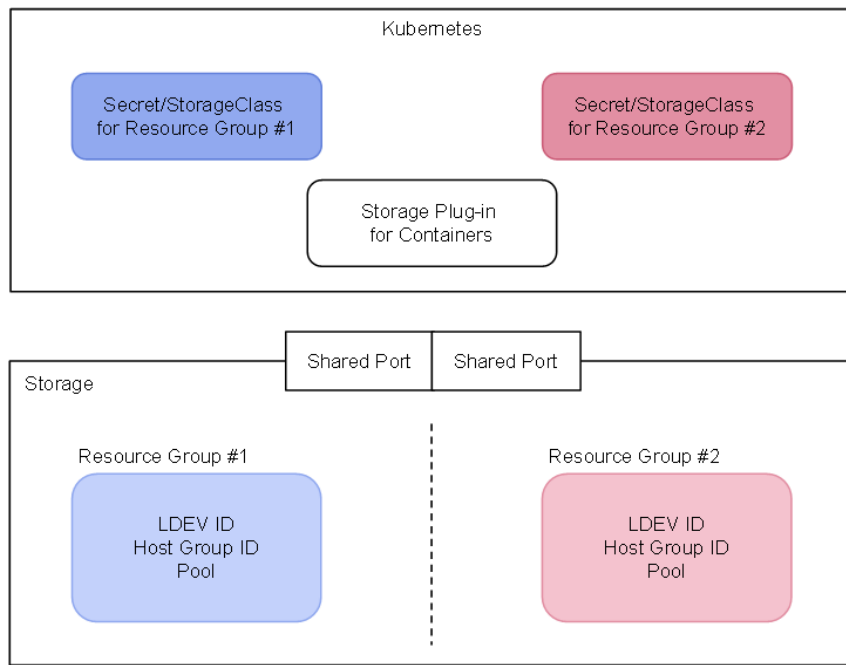 Kubernetes
Secret/StorageClass
for Resource Group #1
Secret/StorageClass
for Resource Group #2
Storage Plug-in
for Containers
Shared Port
Shared Port
Storage
Resource Group #1
Resource Group #2
LDEV ID
Host Group ID
Pool
LDEV ID
Host Group ID
Pool